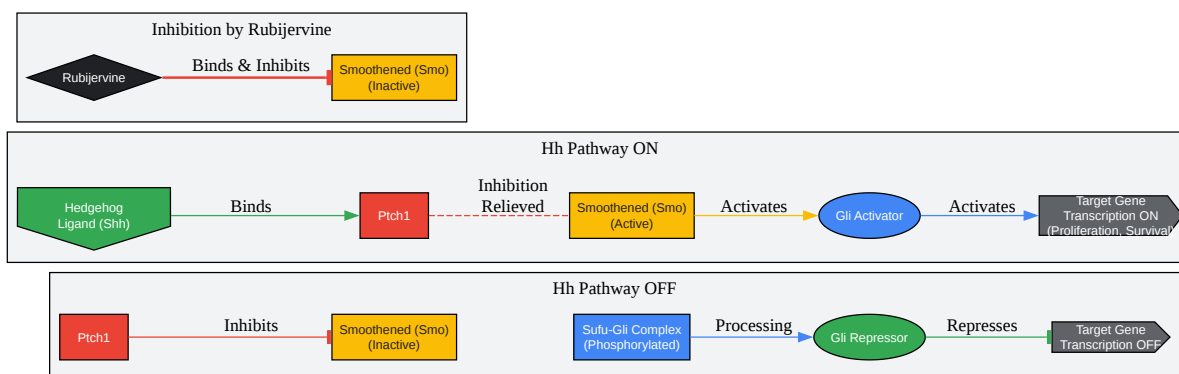 Inhibition by Rubijervine
Rubijervine
Binds & Inhibits
Smoothened (Smo)
(Inactive)
Hh Pathway ON
Hedgehog
Ligand (Shh)
Binds
Ptch1
Inhibition
Relieved
Smoothened (Smo)
(Active)
Activates
Gli Activator
Activates
Target Gene
Transcription ON
(Proliferation, Survival)
Hh Pathway OFF
Ptch1
Inhibits
Smoothened (Smo)
(Inactive)
Sufu-Gli Complex
(Phosphorylated)
Processing
Gli Repressor
Represses
Target Gene
Transcription OFF